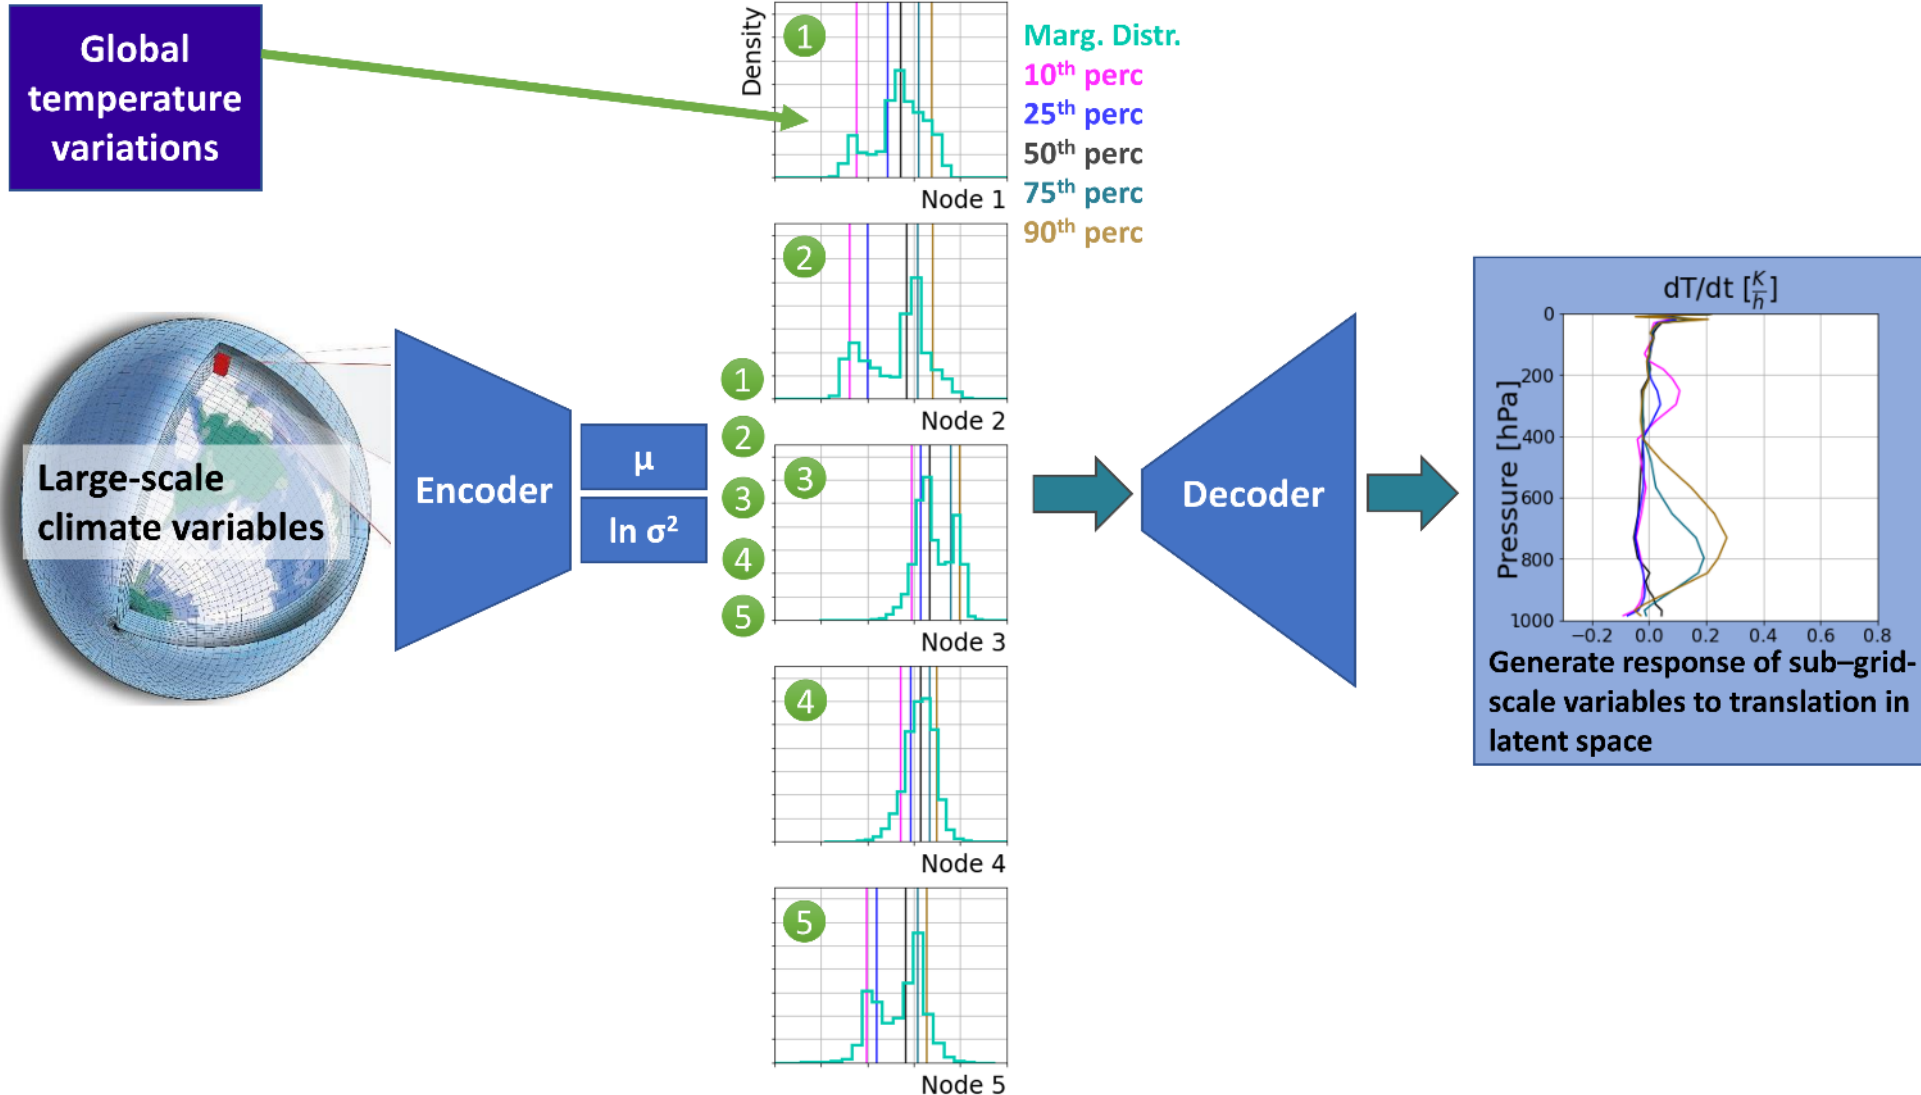 Global
temperature
variations
Density
1
Node 1
Marg. Distr.
10th perc
25th perc
50th perc
75th perc
90th perc
2
Node 2
3
Node 3
4
Node 4
5
Node 5
Large-scale
climate variables
Encoder
μ
ln σ²
1
2
3
4
5
Decoder
dT/dt [K/h]
Pressure [hPa]
0
200
400
600
800
1000
−0.2 0.0 0.2 0.4 0.6 0.8
Generate response of sub–grid-
scale variables to translation in
latent space